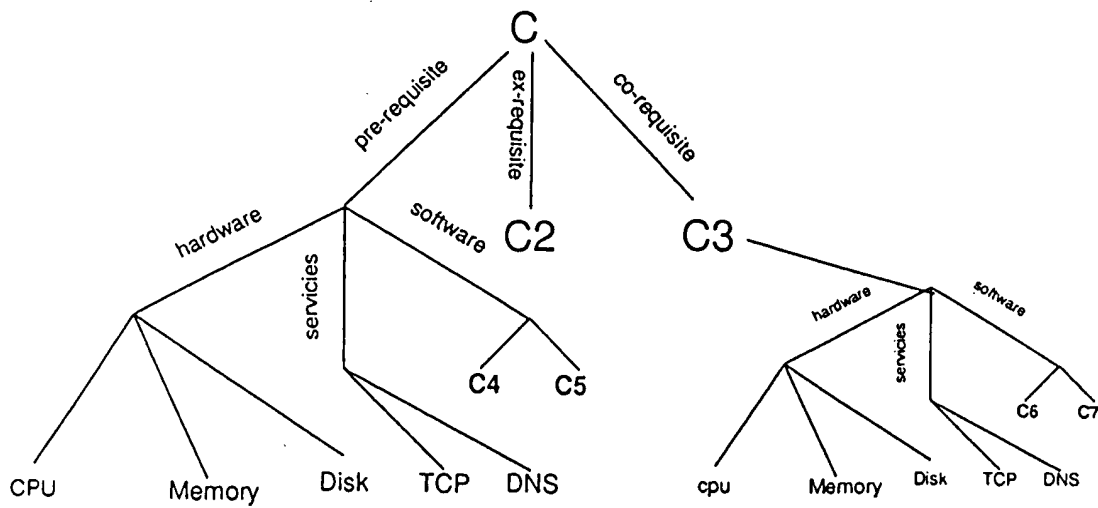 C
pre-requisite
ex-requisite
co-requisite
C2
C3
hardware
servicies
software
C4
C5
CPU
Memory
Disk
TCP
DNS
hardware
servicies
software
C6
C7
cpu
Memory
Disk
TCP
DNS